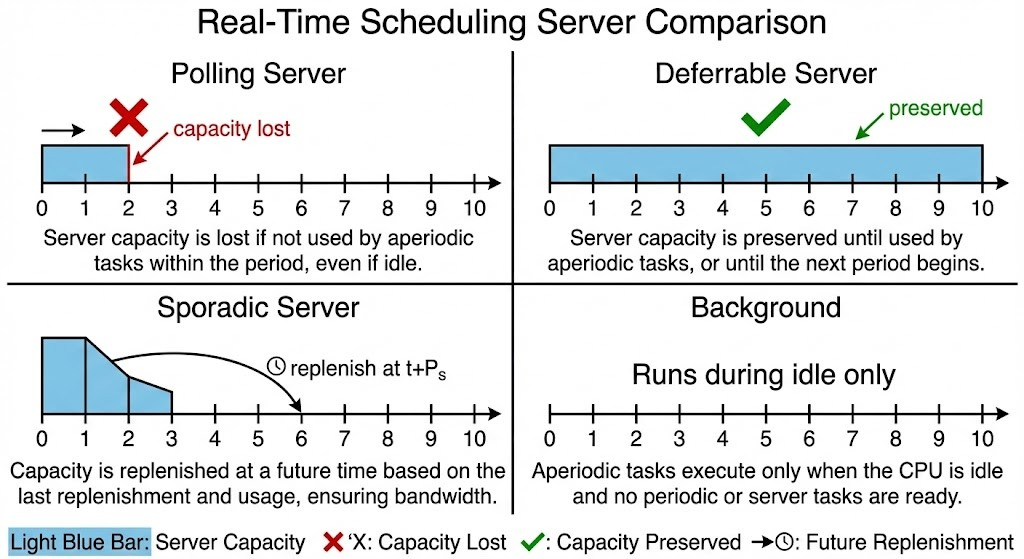 Real-Time Scheduling Server Comparison
Polling Server
capacity lost
0 1 2 3 4 5 6 7 8 9 10
Server capacity is lost if not used by aperiodic
tasks within the period, even if idle.
Deferrable Server
preserved
0 1 2 3 4 5 6 7 8 9 10
Server capacity is preserved until used by
aperiodic tasks, or until the next period begins.
Sporadic Server
replenish at t+Pₛ
0 1 2 3 4 5 6 7 8 9 10
Capacity is replenished at a future time based on the
last replenishment and usage, ensuring bandwidth.
Background
Runs during idle only
0 1 2 3 4 5 6 7 8 9 10
Aperiodic tasks execute only when the CPU is idle
and no periodic or server tasks are ready.
Light Blue Bar: Server Capacity ✗ 'X: Capacity Lost ✓: Capacity Preserved →🕒: Future Replenishment